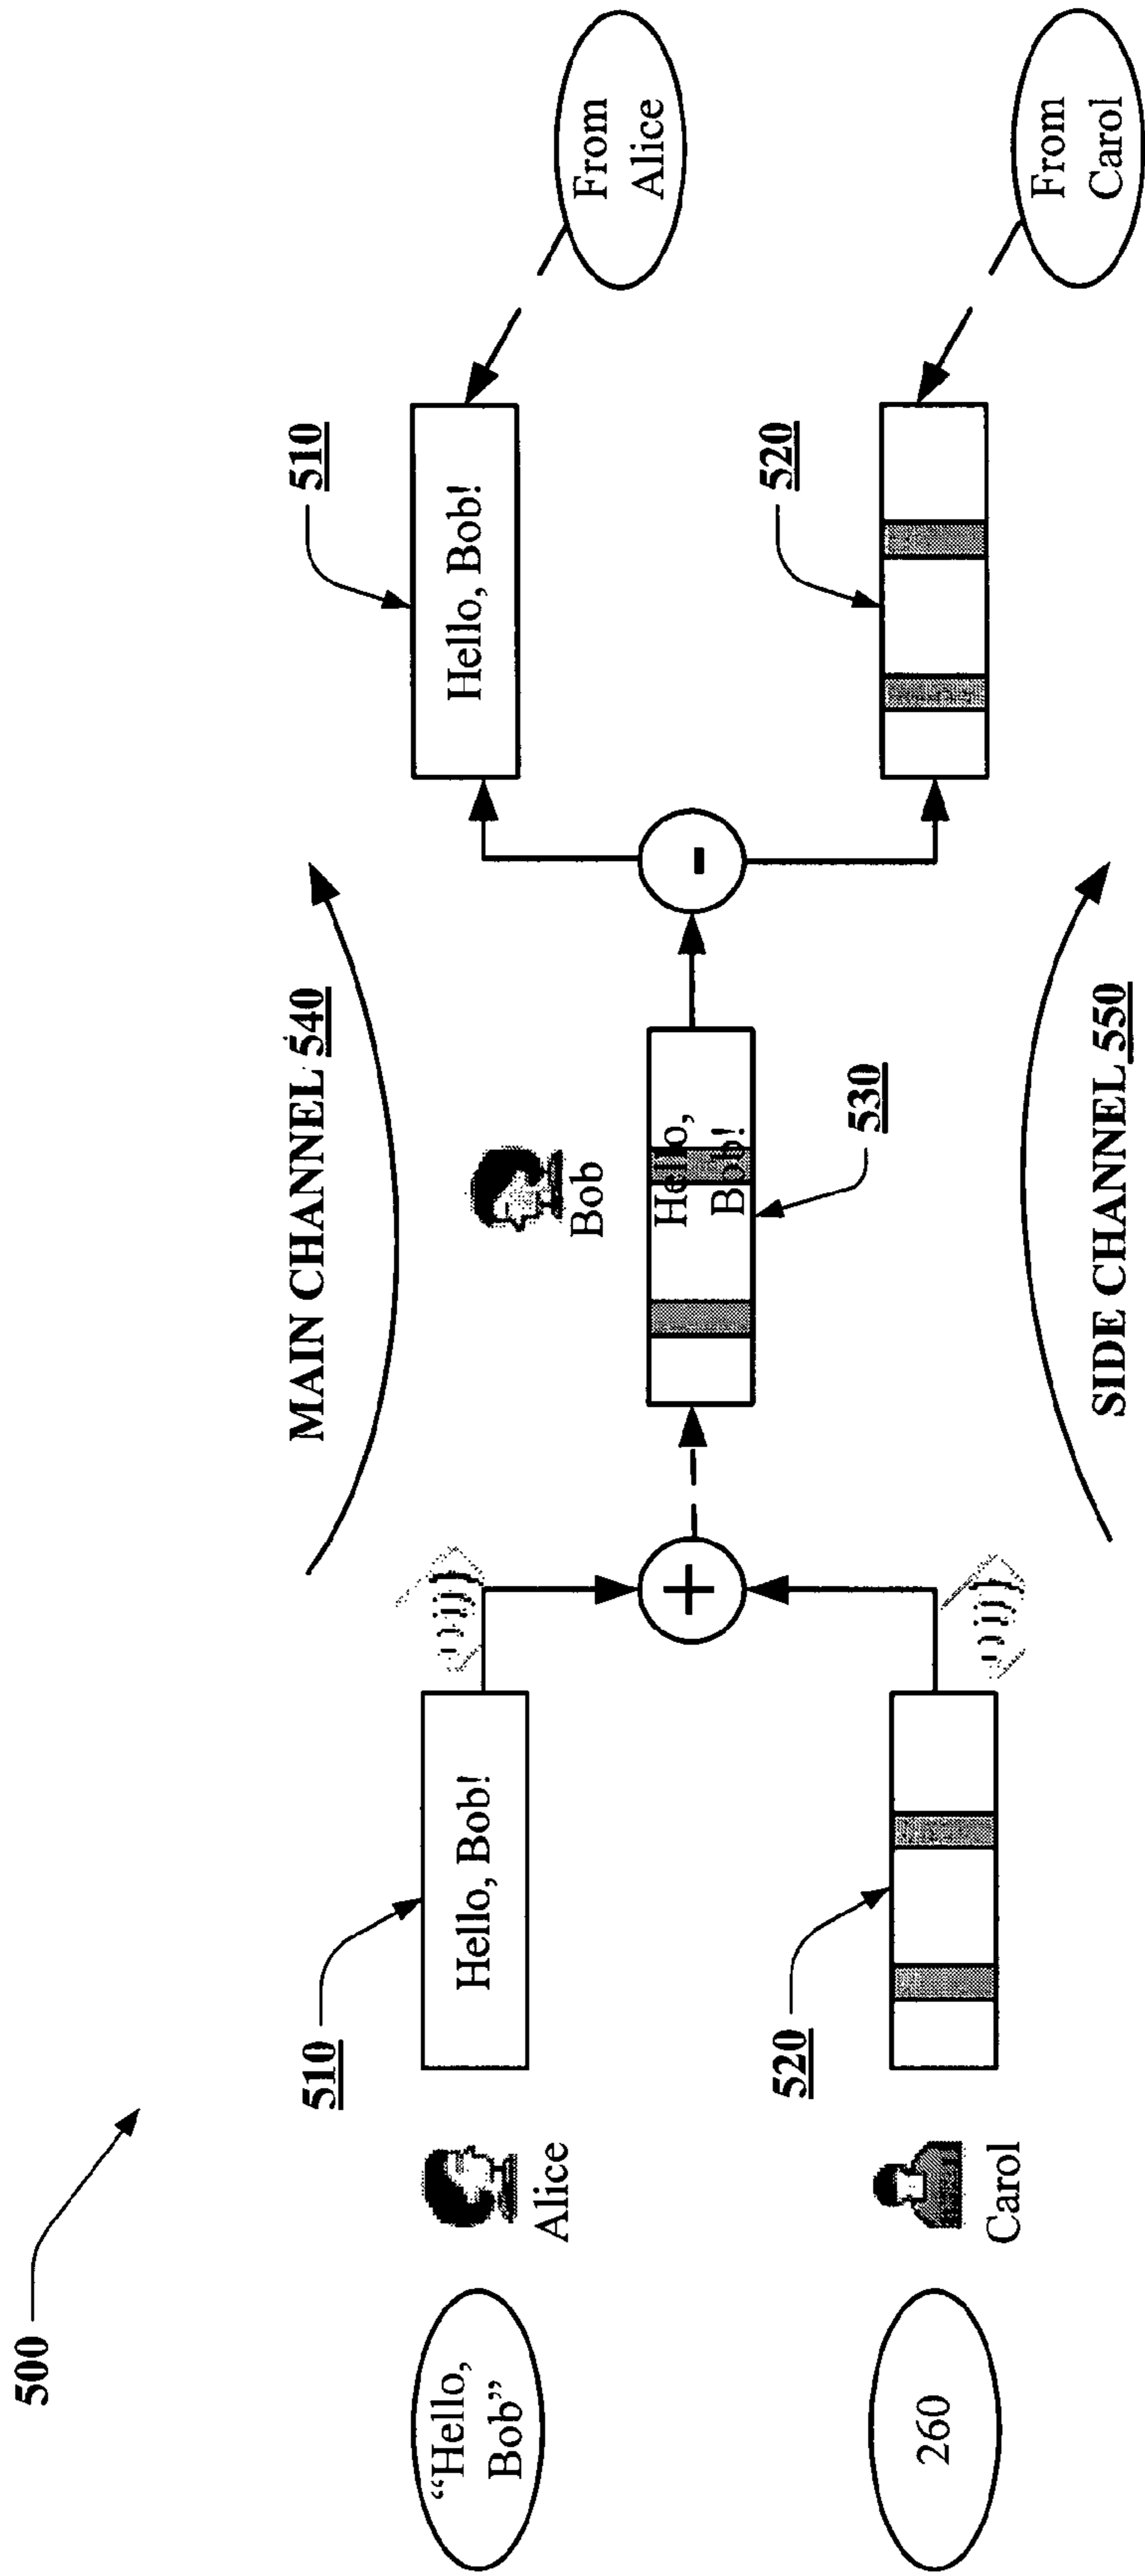 500
MAIN CHANNEL 540
"Hello,
Bob"
Alice
510
Hello, Bob!
+
Bob
Hello,
Bob!
530
-
510
Hello, Bob!
From
Alice
260
Carol
520
520
From
Carol
SIDE CHANNEL 550